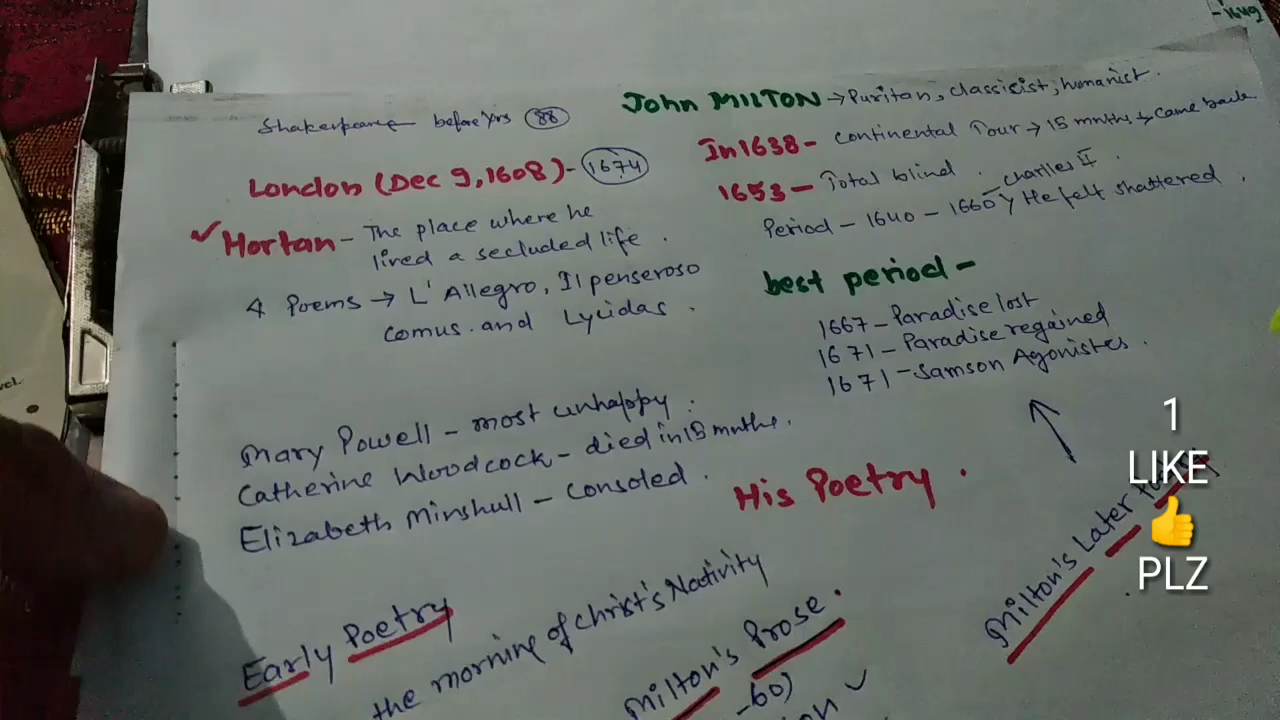 -1649
John MILTON → Puritan, classicist, humanist.
Shakespeare before yrs 88
In 1638 - continental Tour → 15 mnths → came back
London (Dec 9, 1608) - 1674
1653 - Total blind.
Charlles II.
Period - 1640 - 1660 → He felt shattered.
✓ Hortan - The place where he
lived a secluded life.
4 Poems → L'Allegro, Il penseroso
comus. and Lycidas.
best period -
1667 - Paradise lost
1671 - Paradise regained
1671 - Samson Agonistes.
Mary Powell - most unhappy.
Catherine Woodcock - died in 15 mnths.
Elizabeth Minshull - Consoled.
His Poetry.
Early Poetry
the morning of Christ's Nativity
Milton's Prose.
-60)
Milton's Later
1
LIKE
👍
PLZ
vel.